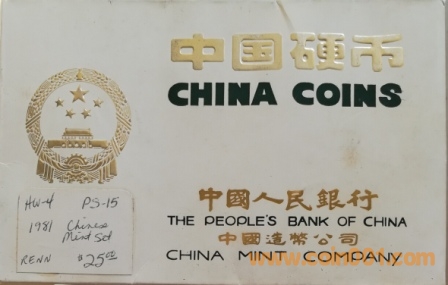 中国硬币
CHINA COINS
中國人民銀行
THE PEOPLE'S BANK OF CHINA
中國造幣公司
CHINA MINT COMPANY
HW-4 PS-15
1981 Chinese
Mint Set
RENN $25.00